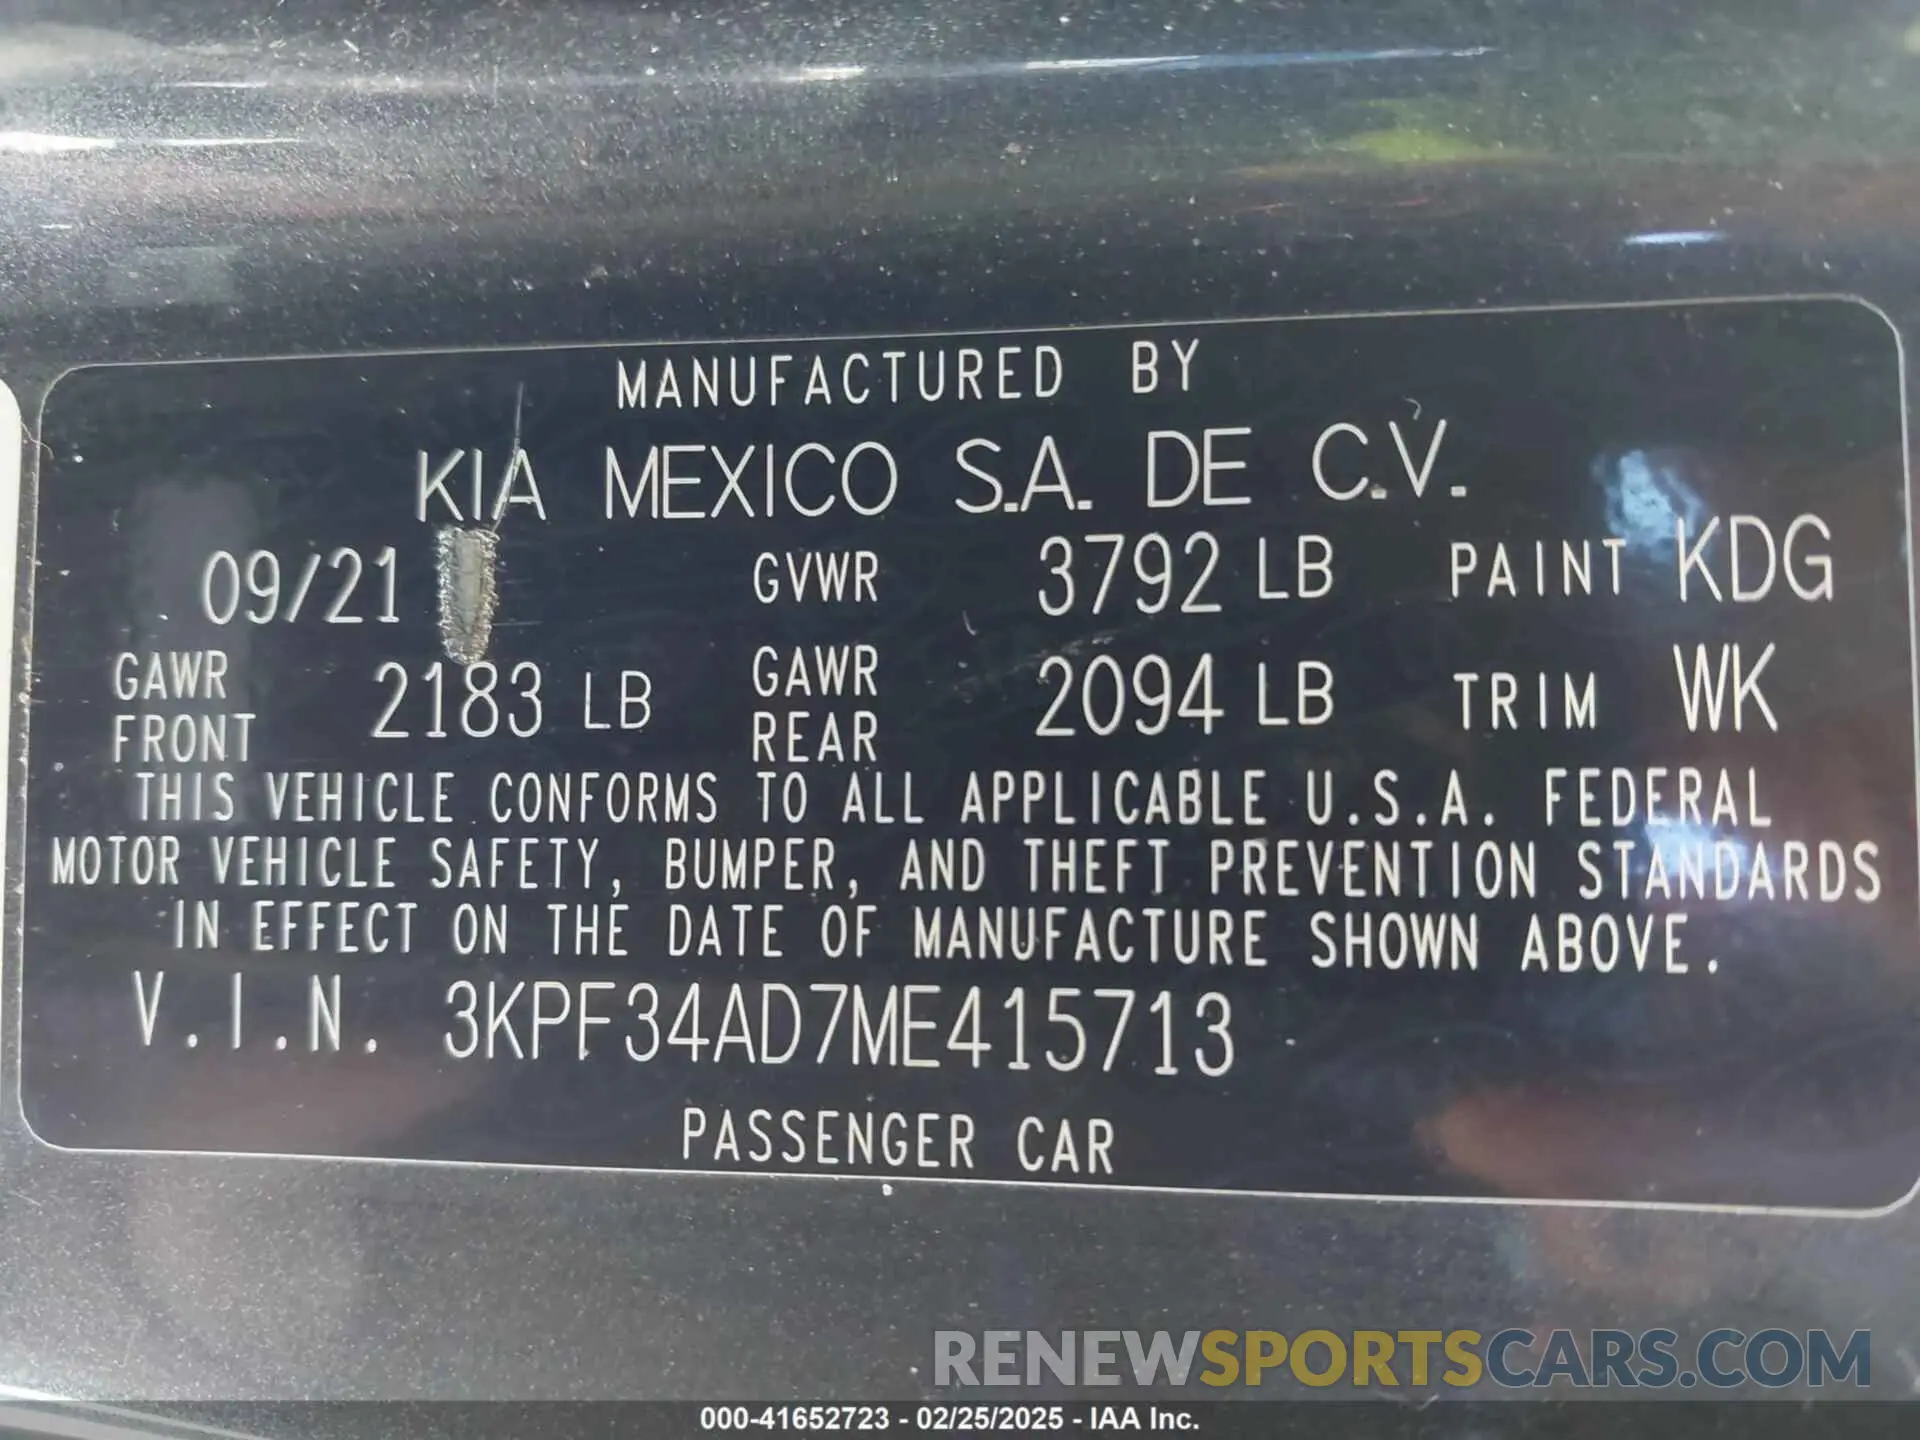 MANUFACTURED BY
KIA MEXICO S.A. DE C.V.
09/21 GVWR 3792 LB PAINT KDG
GAWR FRONT 2183 LB GAWR REAR 2094 LB TRIM WK
THIS VEHICLE CONFORMS TO ALL APPLICABLE U.S.A. FEDERAL
MOTOR VEHICLE SAFETY, BUMPER, AND THEFT PREVENTION STANDARDS
IN EFFECT ON THE DATE OF MANUFACTURE SHOWN ABOVE.
V.I.N. 3KPF34AD7ME415713
PASSENGER CAR
RENEWSPORTSCARS.COM
000-41652723 - 02/25/2025 - IAA Inc.